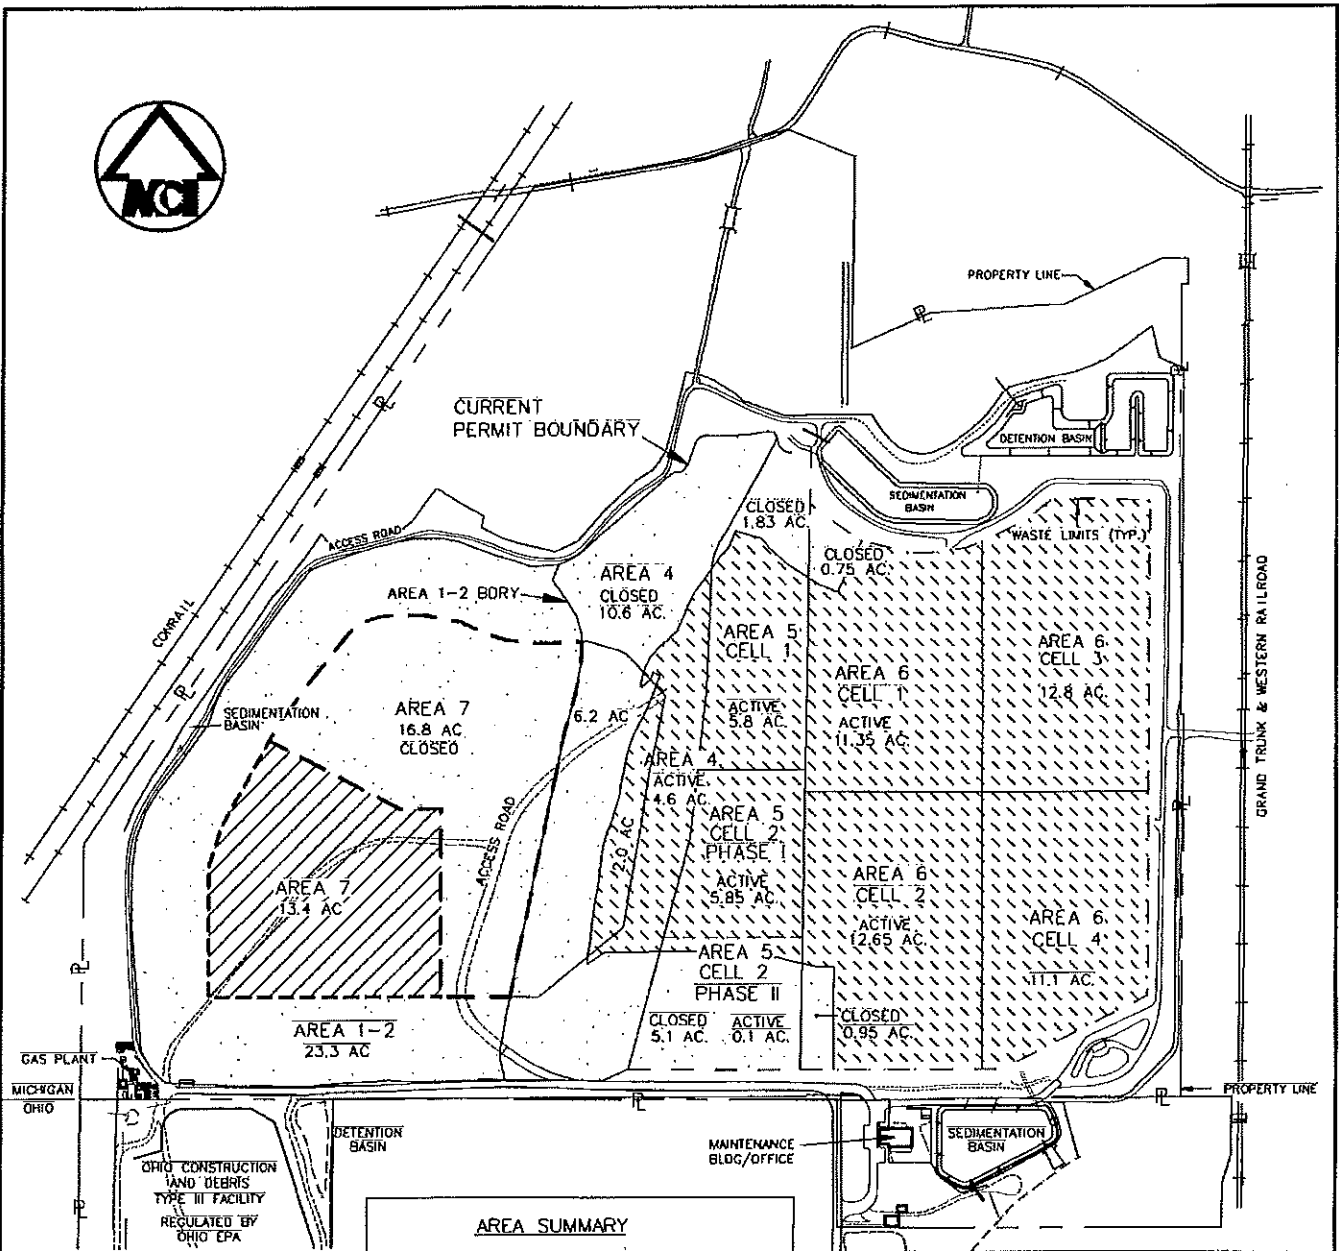 NCI
PROPERTY LINE
CURRENT
PERMIT BOUNDARY
DETENTION BASIN
SEDIMENTATION
BASIN
CLOSED
1.83 AC.
WASTE LIMITS (TYP.)
ACCESS ROAD
CLOSED
0.75 AC.
AREA 4
CLOSED
10.6 AC.
AREA 1-2 BDRY
CONRAIL
GRAND TRUNK & WESTERN RAILROAD
AREA 5
CELL 1
ACTIVE
5.8 AC.
AREA 6
CELL 1
ACTIVE
11.35 AC.
AREA 6
CELL 3
12.8 AC.
SEDIMENTATION
BASIN
AREA 7
16.8 AC
CLOSED
6.2 AC
AREA 4
ACTIVE
4.6 AC.
2.0 AC
ACCESS ROAD
AREA 5
CELL 2
PHASE I
ACTIVE
5.85 AC.
AREA 7
13.4 AC
AREA 6
CELL 2
ACTIVE
12.65 AC.
AREA 6
CELL 4
11.1 AC.
AREA 5
CELL 2
PHASE II
CLOSED
5.1 AC.
ACTIVE
0.1 AC.
CLOSED
0.95 AC.
AREA 1-2
23.3 AC
GAS PLANT
MICHIGAN
OHIO
PROPERTY LINE
DETENTION
BASIN
MAINTENANCE
BLDG/OFFICE
SEDIMENTATION
BASIN
OHIO CONSTRUCTION
AND DEBRIS
TYPE III FACILITY
REGULATED BY
OHIO EPA
AREA SUMMARY